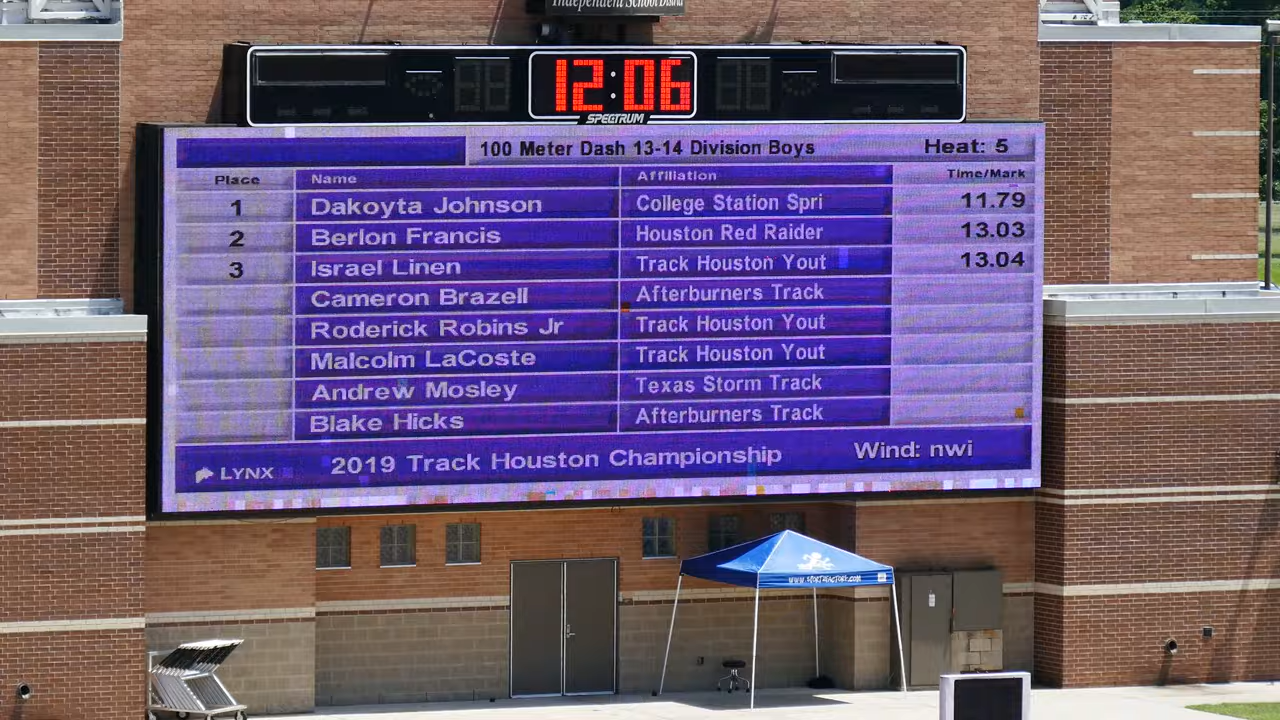 Independent School District
12:06
SPECTRUM
100 Meter Dash 13-14 Division Boys Heat: 5
Place Name Affiliation Time/Mark
1 Dakoyta Johnson College Station Spri 11.79
2 Berlon Francis Houston Red Raider 13.03
3 Israel Linen Track Houston Yout 13.04
Cameron Brazell Afterburners Track
Roderick Robins Jr Track Houston Yout
Malcolm LaCoste Track Houston Yout
Andrew Mosley Texas Storm Track
Blake Hicks Afterburners Track
LYNX 2019 Track Houston Championship Wind: nwi